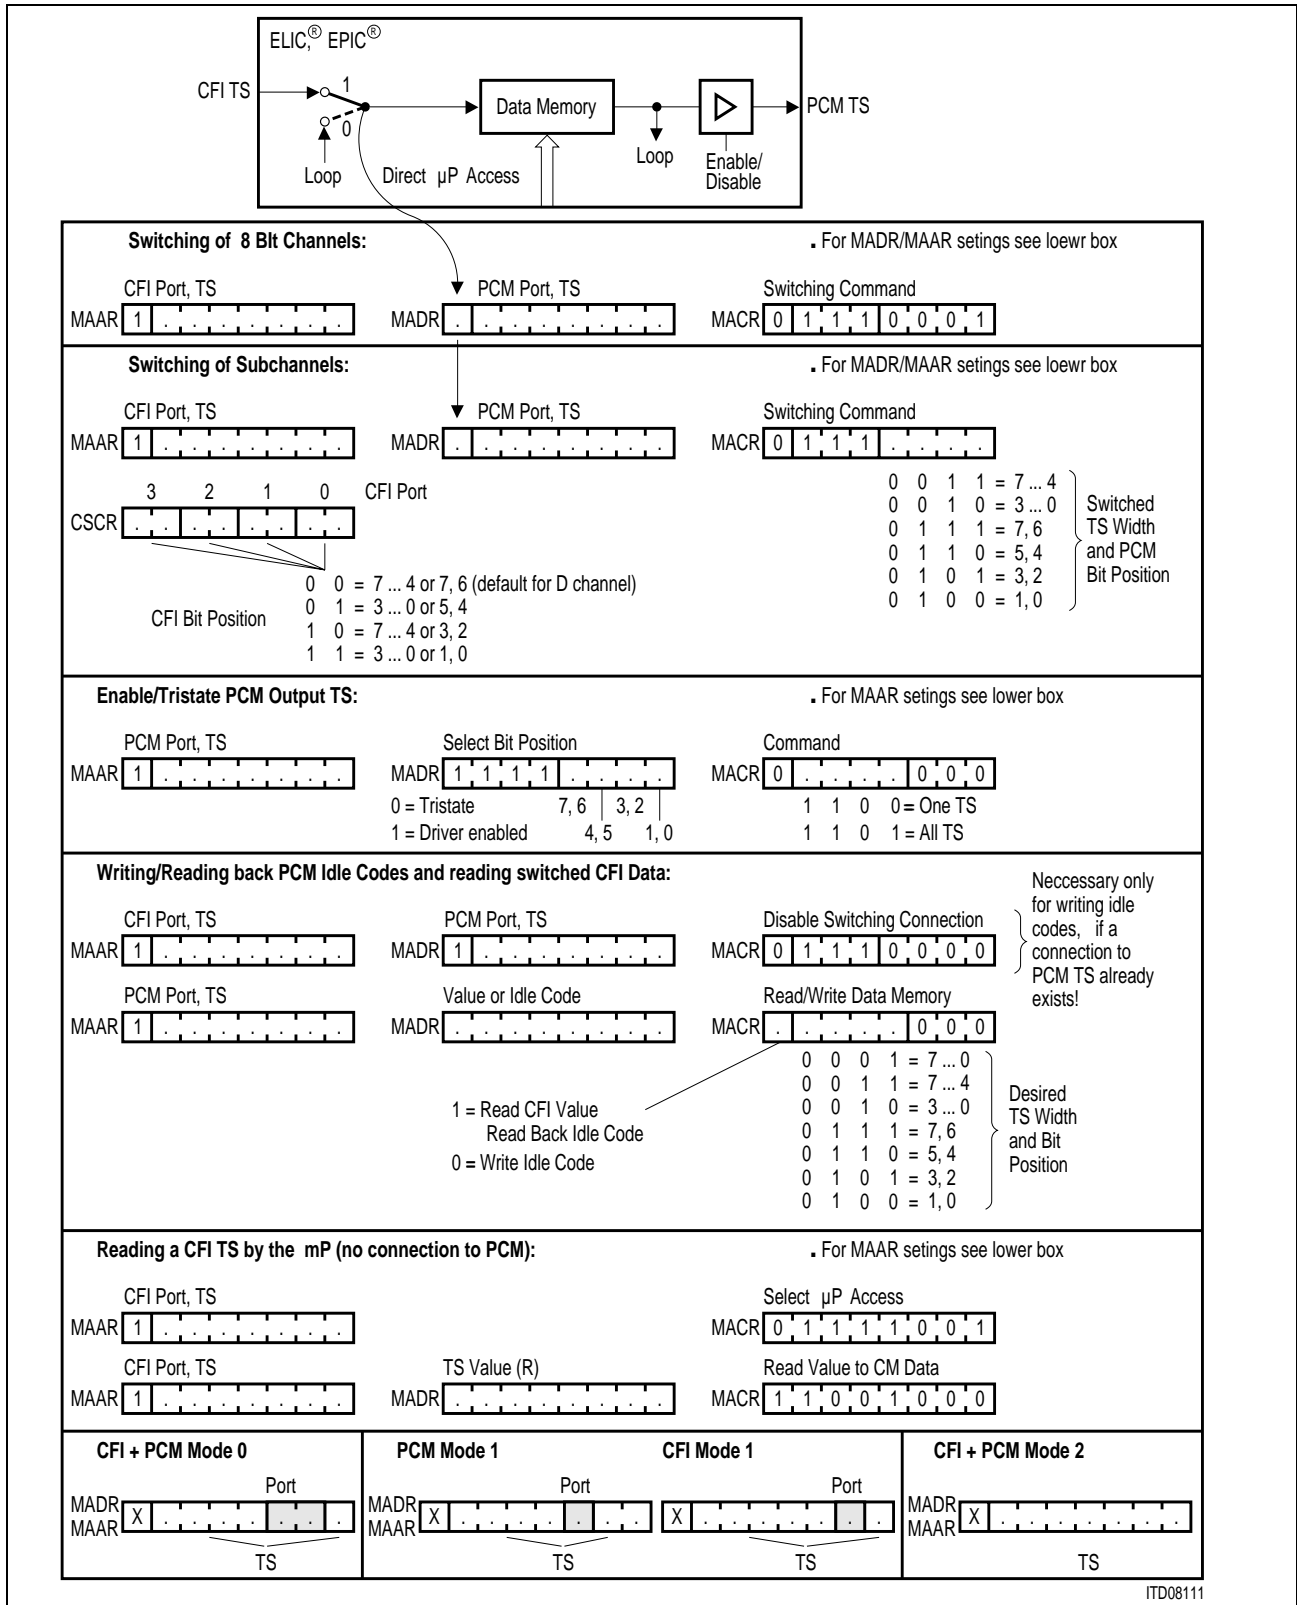 ELIC,® EPIC®
CFI TS
1
0
Data Memory
PCM TS
Loop
Direct µP Access
Loop
Enable/
Disable
Switching of 8 BIt Channels:
. For MADR/MAAR setings see loewr box
CFI Port, TS
PCM Port, TS
Switching Command
MAAR 1 . . . . . . .
MADR . . . . . . . .
MACR 0 1 1 1 0 0 0 1
Switching of Subchannels:
. For MADR/MAAR setings see loewr box
CFI Port, TS
PCM Port, TS
Switching Command
MAAR 1 . . . . . . .
MADR . . . . . . . .
MACR 0 1 1 1 . . . .
3 2 1 0 CFI Port
CSCR . . . . . . . .
CFI Bit Position
0 0 = 7 ... 4 or 7, 6 (default for D channel)
0 1 = 3 ... 0 or 5, 4
1 0 = 7 ... 4 or 3, 2
1 1 = 3 ... 0 or 1, 0
0 0 1 1 = 7 ... 4
0 0 1 0 = 3 ... 0
0 1 1 1 = 7, 6
0 1 1 0 = 5, 4
0 1 0 1 = 3, 2
0 1 0 0 = 1, 0
Switched
TS Width
and PCM
Bit Position
Enable/Tristate PCM Output TS:
. For MAAR setings see lower box
PCM Port, TS
Select Bit Position
Command
MAAR 1 . . . . . . .
MADR 1 1 1 1 . . . .
MACR 0 . . . . 0 0 0
0 = Tristate 7, 6 3, 2
1 = Driver enabled 4, 5 1, 0
1 1 0 0 = One TS
1 1 0 1 = All TS
Writing/Reading back PCM Idle Codes and reading switched CFI Data:
CFI Port, TS
PCM Port, TS
Disable Switching Connection
MAAR 1 . . . . . . .
MADR 1 . . . . . . .
MACR 0 1 1 1 0 0 0 0
Neccessary only
for writing idle
codes, if a
connection to
PCM TS already
exists!
PCM Port, TS
Value or Idle Code
Read/Write Data Memory
MAAR 1 . . . . . . .
MADR . . . . . . . .
MACR . . . . . 0 0 0
1 = Read CFI Value
Read Back Idle Code
0 = Write Idle Code
0 0 0 1 = 7 ... 0
0 0 1 1 = 7 ... 4
0 0 1 0 = 3 ... 0
0 1 1 1 = 7, 6
0 1 1 0 = 5, 4
0 1 0 1 = 3, 2
0 1 0 0 = 1, 0
Desired
TS Width
and Bit
Position
Reading a CFI TS by the mP (no connection to PCM):
. For MAAR setings see lower box
CFI Port, TS
Select µP Access
MAAR 1 . . . . . . .
MACR 0 1 1 1 1 0 0 1
CFI Port, TS
TS Value (R)
Read Value to CM Data
MAAR 1 . . . . . . .
MADR . . . . . . . .
MACR 1 1 0 0 1 0 0 0
CFI + PCM Mode 0
Port
MADR
MAAR
X . . . . . . .
TS
PCM Mode 1
CFI Mode 1
Port
Port
MADR
MAAR
X . . . . . . .
X . . . . . . .
TS
TS
CFI + PCM Mode 2
MADR
MAAR
X . . . . . . .
TS
ITD08111